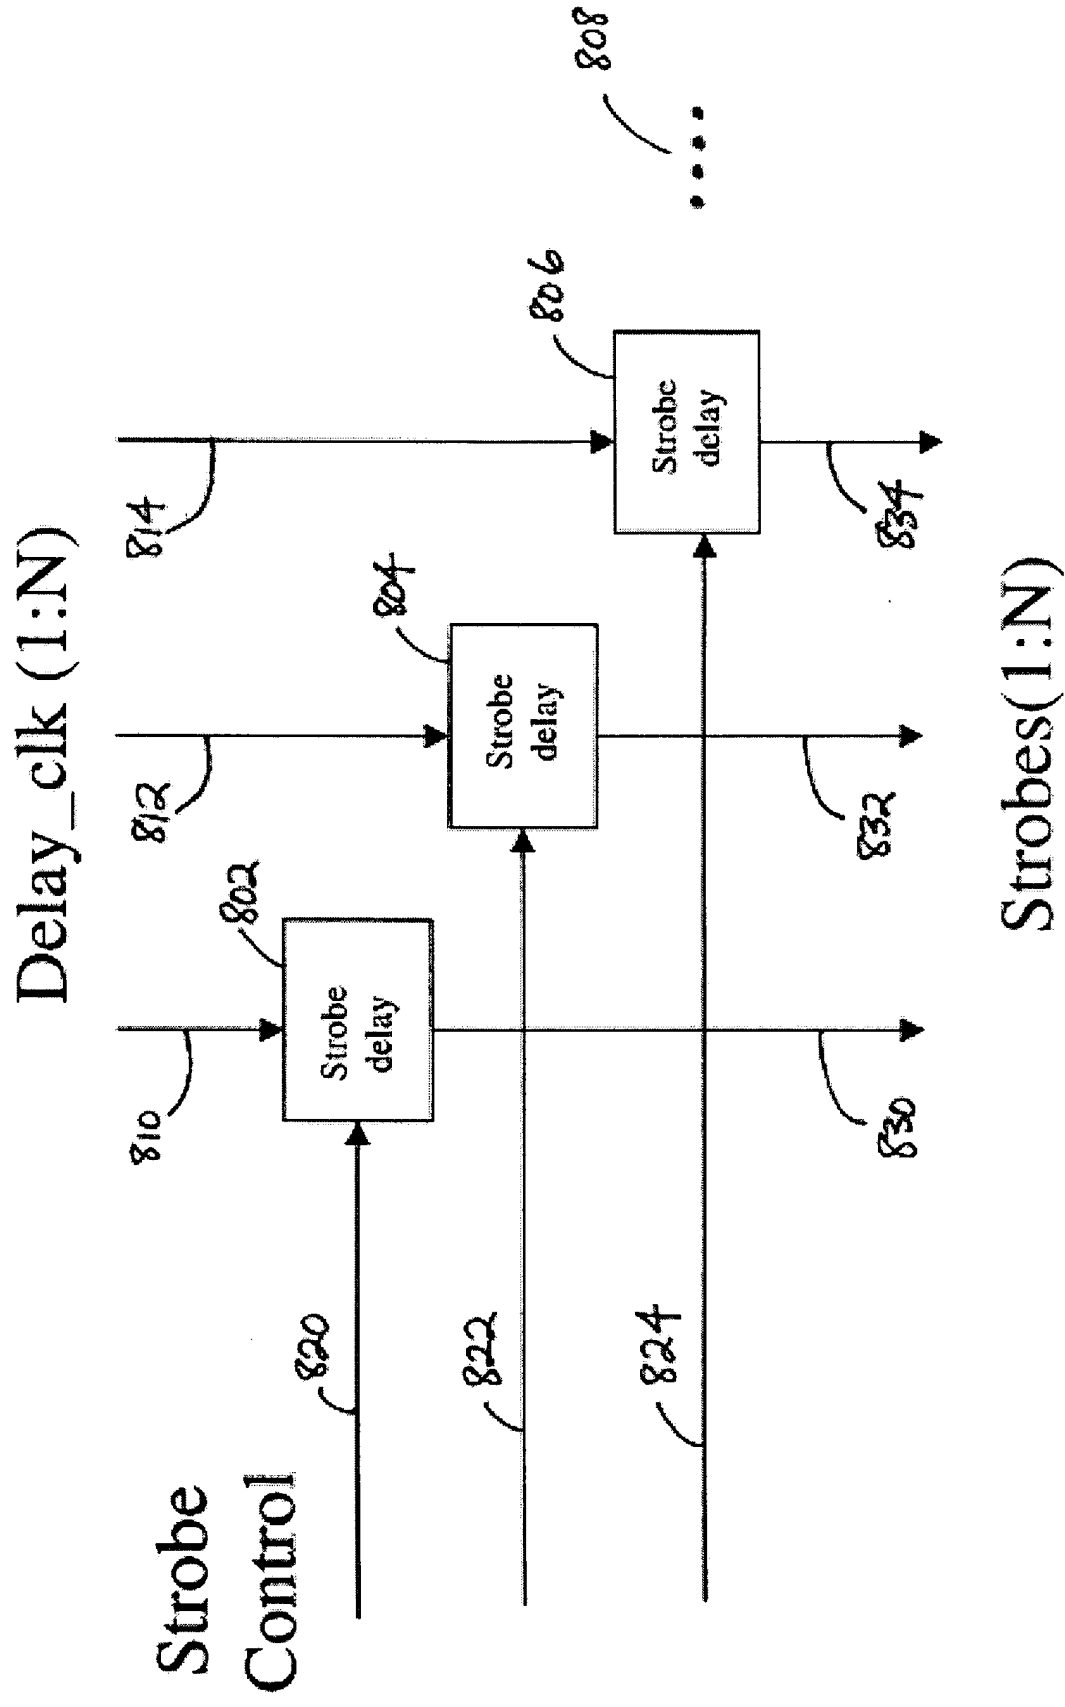 Delay_clk (1:N)
810
812
814
802
Strobe
delay
804
Strobe
delay
806
Strobe
delay
808
Strobe
Control
820
822
824
830
832
834
Strobes(1:N)